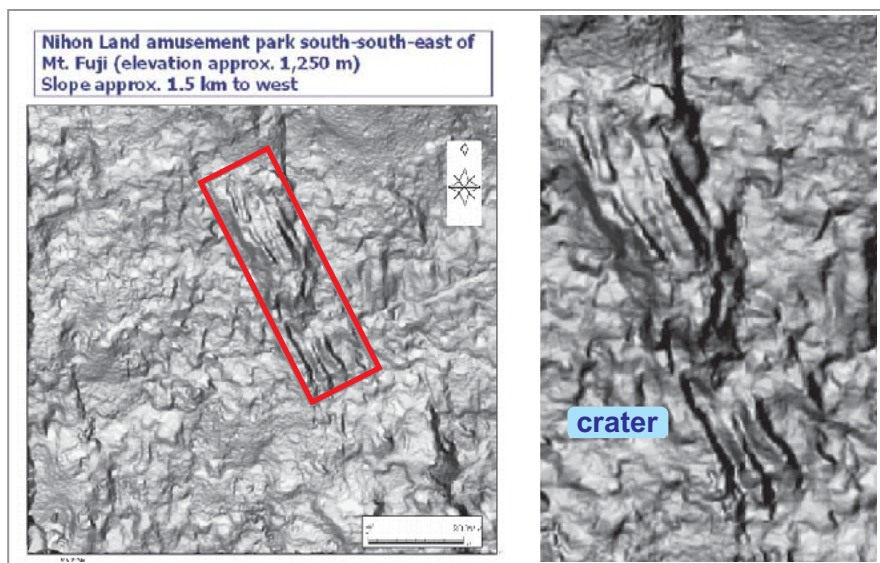 Nihon Land amusement park south-south-east of
Mt. Fuji (elevation approx. 1,250 m)
Slope approx. 1.5 km to west
crater